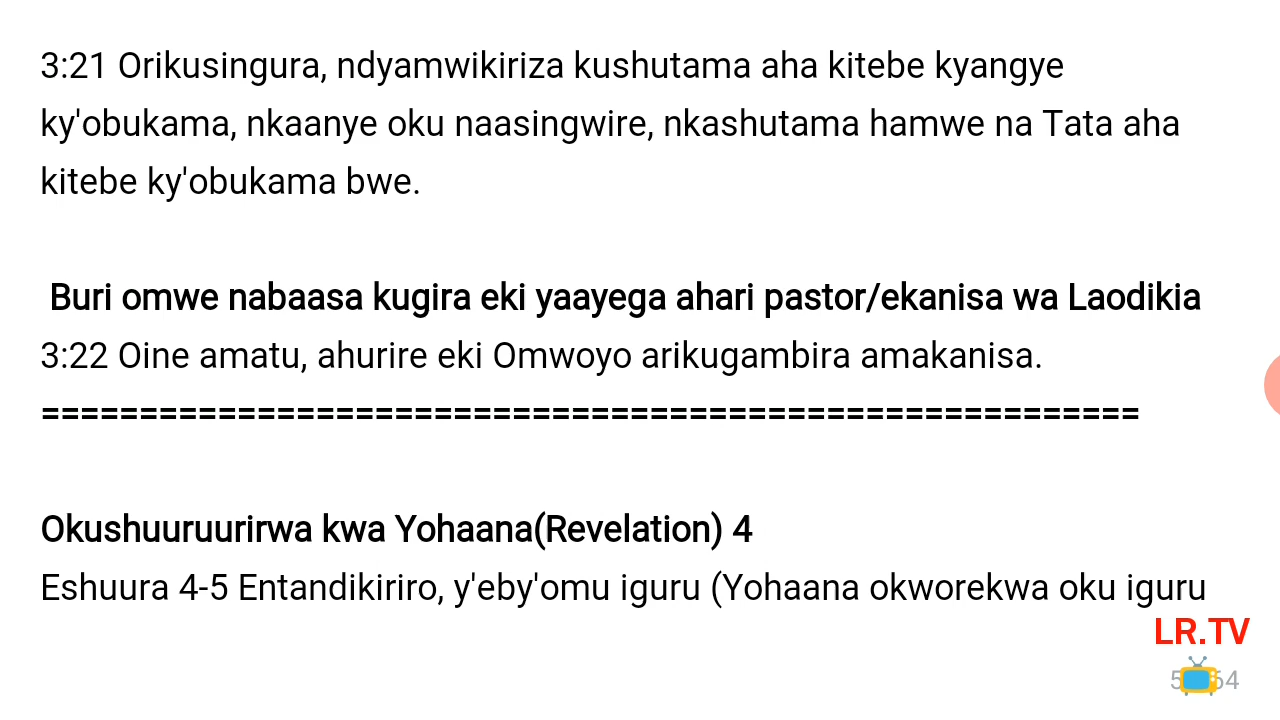 3:21 Orikusingura, ndyamwikiriza kushutama aha kitebe kyangye
ky'obukama, nkaanye oku naasingwire, nkashutama hamwe na Tata aha
kitebe ky'obukama bwe.
Buri omwe nabaasa kugira eki yaayega ahari pastor/ekanisa wa Laodikia
3:22 Oine amatu, ahurire eki Omwoyo arikugambira amakanisa.
========================================================
Okushuuruurirwa kwa Yohaana(Revelation) 4
Eshuura 4-5 Entandikiriro, y'eby'omu iguru (Yohaana okworekwa oku iguru
LR.TV